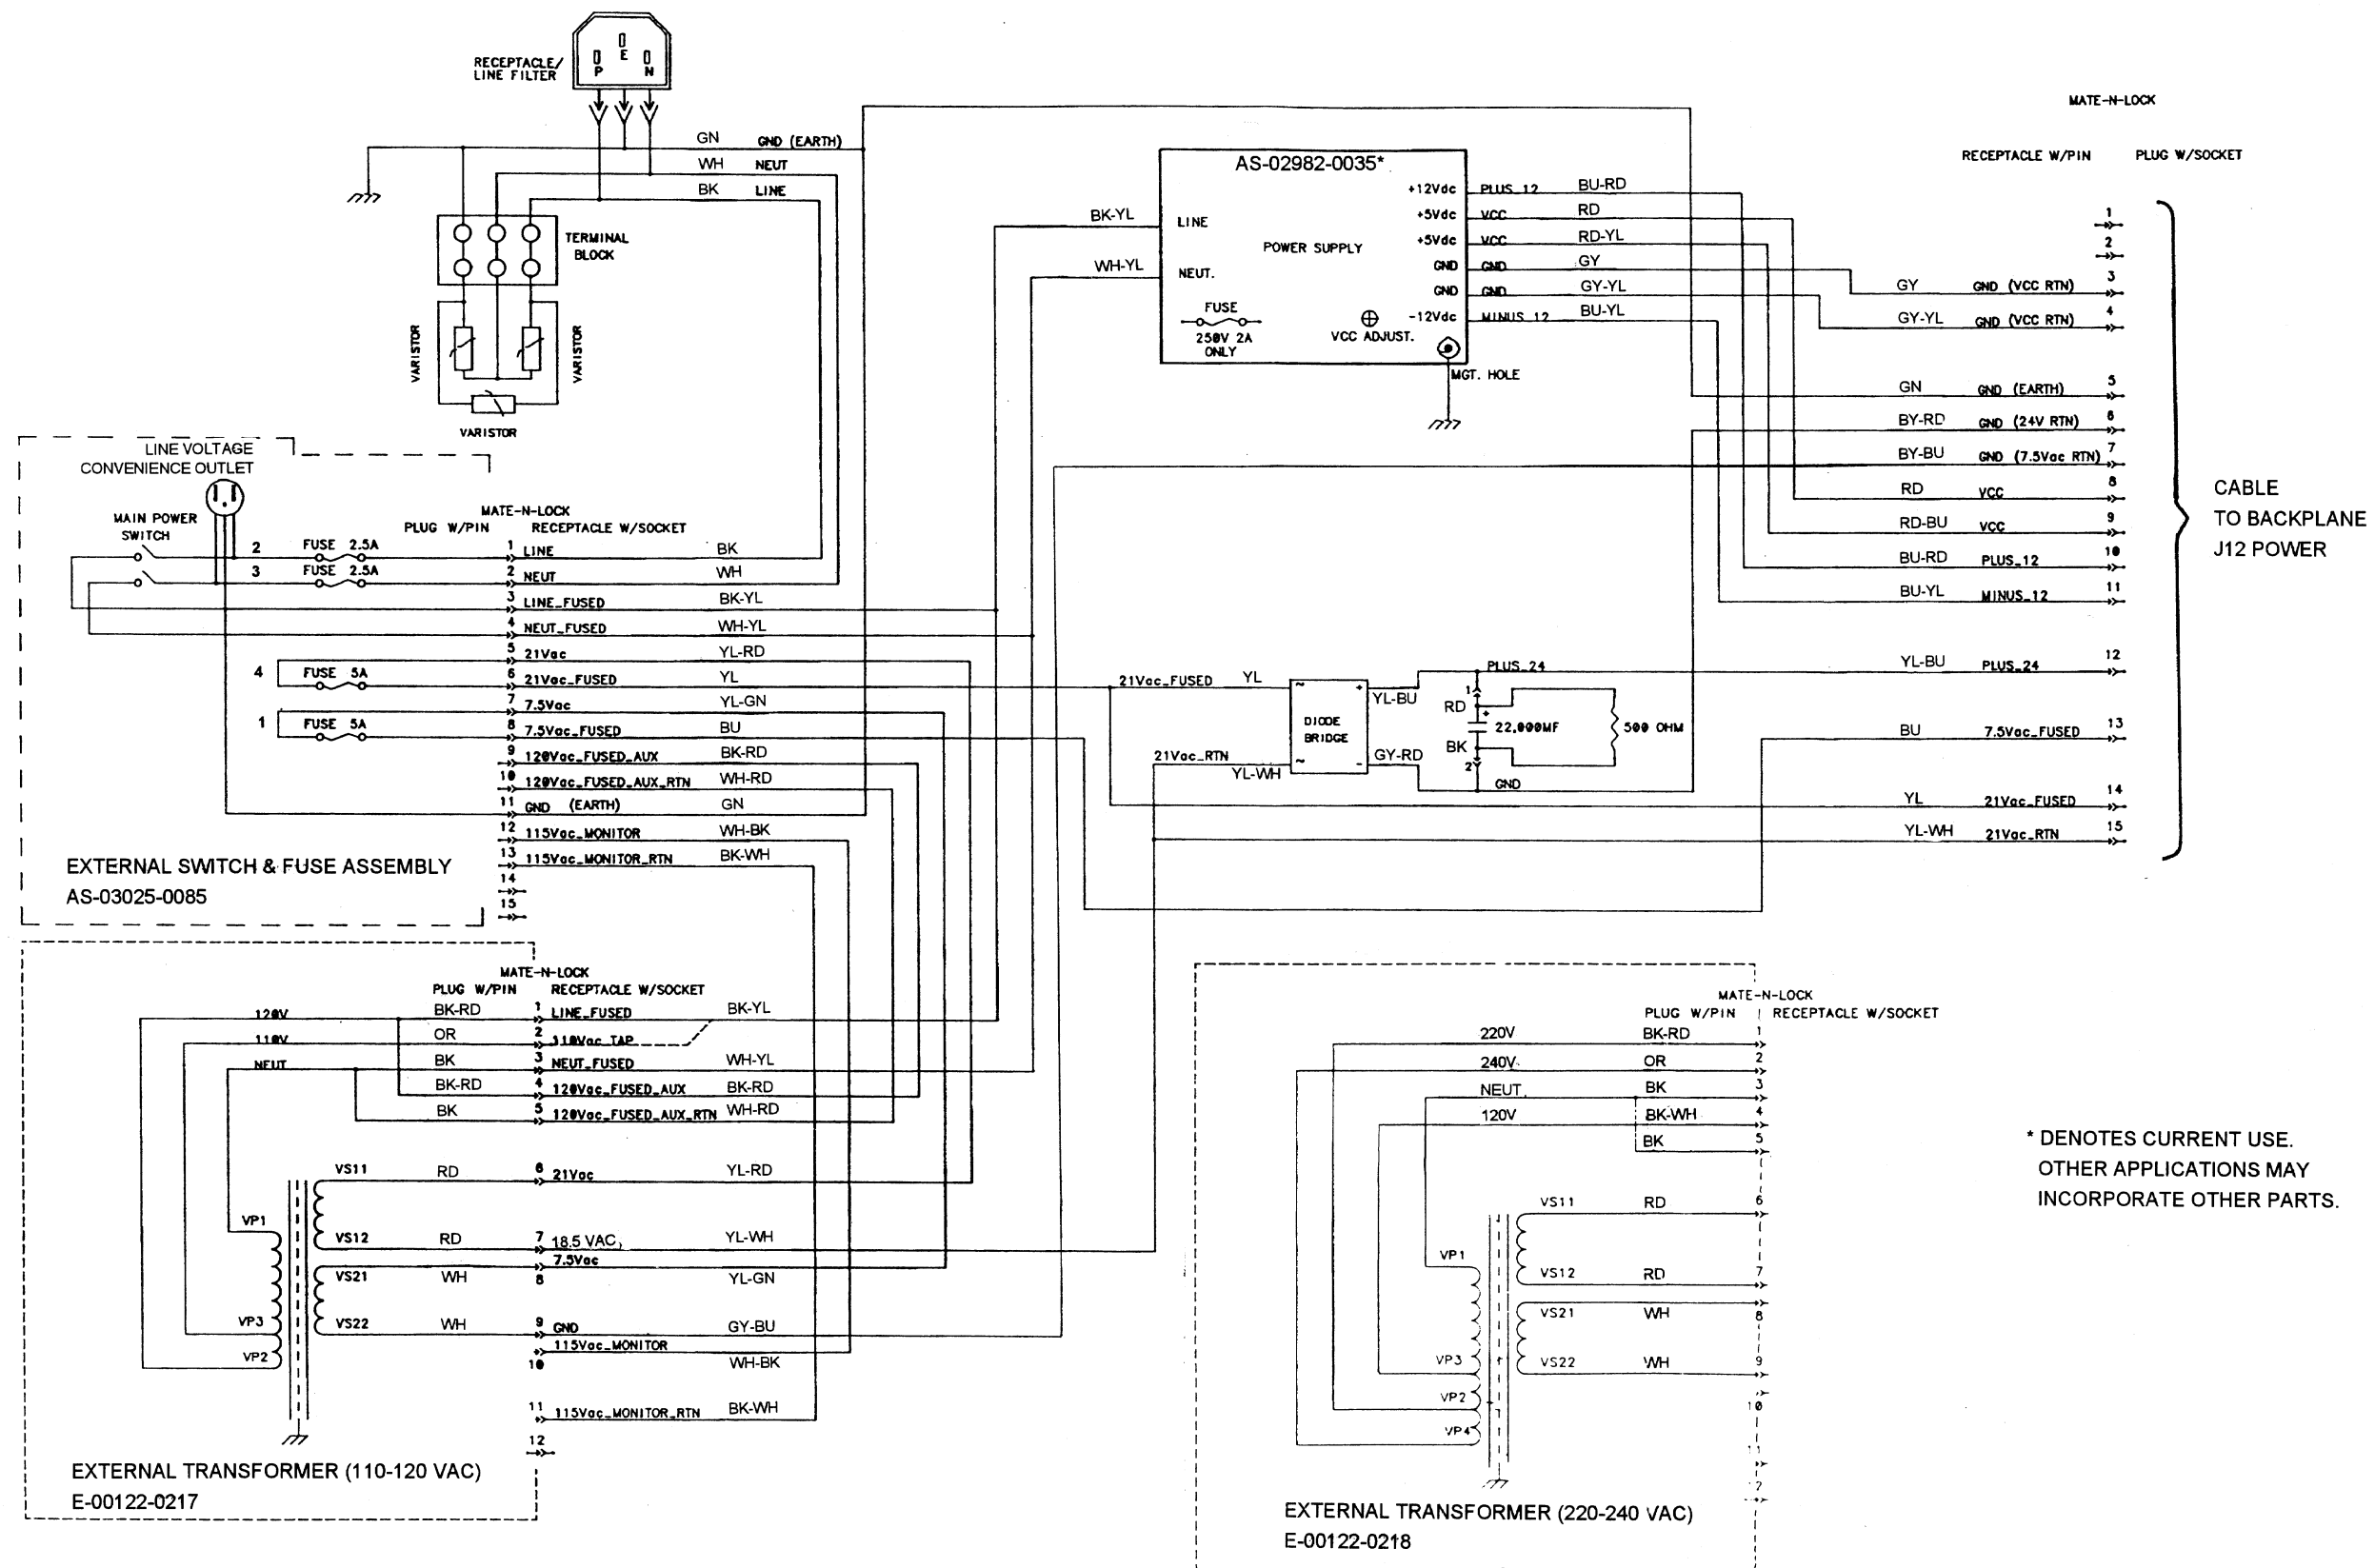 RECEPTACLE/
LINE FILTER
P E N
GN GND (EARTH)
WH NEUT
BK LINE
TERMINAL
BLOCK
VARISTOR
VARISTOR
VARISTOR
LINE VOLTAGE
CONVENIENCE OUTLET
MAIN POWER
SWITCH
MATE-N-LOCK
PLUG W/PIN RECEPTACLE W/SOCKET
2 FUSE 2.5A 1 LINE BK
3 FUSE 2.5A 2 NEUT WH
3 LINE_FUSED BK-YL
4 NEUT_FUSED WH-YL
5 21Vac YL-RD
4 FUSE 5A 6 21Vac_FUSED YL
7 7.5Vac YL-GN
1 FUSE 5A 8 7.5Vac_FUSED BU
9 120Vac_FUSED_AUX BK-RD
10 120Vac_FUSED_AUX_RTN WH-RD
11 GND (EARTH) GN
12 115Vac_MONITOR WH-BK
13 115Vac_MONITOR_RTN BK-WH
14
15
EXTERNAL SWITCH & FUSE ASSEMBLY
AS-03025-0085
MATE-N-LOCK
PLUG W/PIN RECEPTACLE W/SOCKET
120V BK-RD 1 LINE_FUSED BK-YL
110V OR 2 110Vac_TAP
NEUT BK 3 NEUT_FUSED WH-YL
BK-RD 4 120Vac_FUSED_AUX BK-RD
BK 5 120Vac_FUSED_AUX_RTN WH-RD
VS11 RD 6 21Vac YL-RD
VP1
VS12 RD 7 18.5 VAC YL-WH
7.5Vac
VS21 WH 8 YL-GN
VP3 VS22 WH 9 GND GY-BU
115Vac_MONITOR
VP2 10 WH-BK
11 115Vac_MONITOR_RTN BK-WH
12
EXTERNAL TRANSFORMER (110-120 VAC)
E-00122-0217
AS-02982-0035*
BK-YL LINE
WH-YL NEUT.
POWER SUPPLY
FUSE
250V 2A
ONLY
VCC ADJUST.
MGT. HOLE
+12Vdc PLUS_12 BU-RD
+5Vdc VCC RD
+5Vdc VCC RD-YL
GND GND GY
GND GND GY-YL
-12Vdc MINUS_12 BU-YL
21Vac_FUSED YL
21Vac_RTN
YL-WH
~ +
DIODE
BRIDGE
~ -
YL-BU
GY-RD
PLUS_24
1
RD
+
22,000MF
500 OHM
BK
2
GND
MATE-N-LOCK
RECEPTACLE W/PIN PLUG W/SOCKET
1
2
GY GND (VCC RTN) 3
GY-YL GND (VCC RTN) 4
GN GND (EARTH) 5
BY-RD GND (24V RTN) 6
BY-BU GND (7.5Vac RTN) 7
RD VCC 8
RD-BU VCC 9
BU-RD PLUS_12 10
BU-YL MINUS_12 11
YL-BU PLUS_24 12
BU 7.5Vac_FUSED 13
YL 21Vac_FUSED 14
YL-WH 21Vac_RTN 15
CABLE
TO BACKPLANE
J12 POWER
MATE-N-LOCK
PLUG W/PIN RECEPTACLE W/SOCKET
220V BK-RD 1
240V OR 2
NEUT BK 3
120V BK-WH 4
BK 5
VS11 RD 6
VP1
VS12 RD 7
VS21 WH 8
VP3 VS22 WH 9
VP2
10
VP4
EXTERNAL TRANSFORMER (220-240 VAC)
E-00122-0218
* DENOTES CURRENT USE.
OTHER APPLICATIONS MAY
INCORPORATE OTHER PARTS.